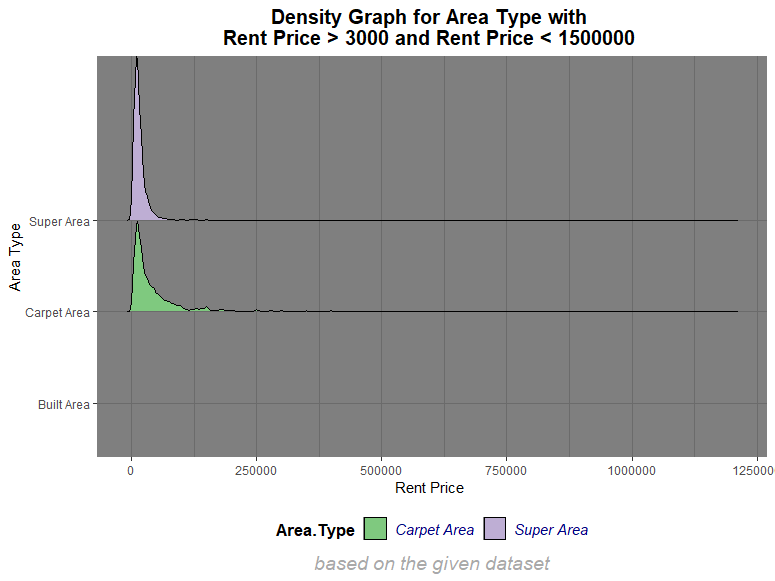 Density Graph for Area Type with
Rent Price > 3000 and Rent Price < 1500000
Area Type
Super Area
Carpet Area
Built Area
0 250000 500000 750000 1000000 125000
Rent Price
Area.Type Carpet Area Super Area
based on the given dataset